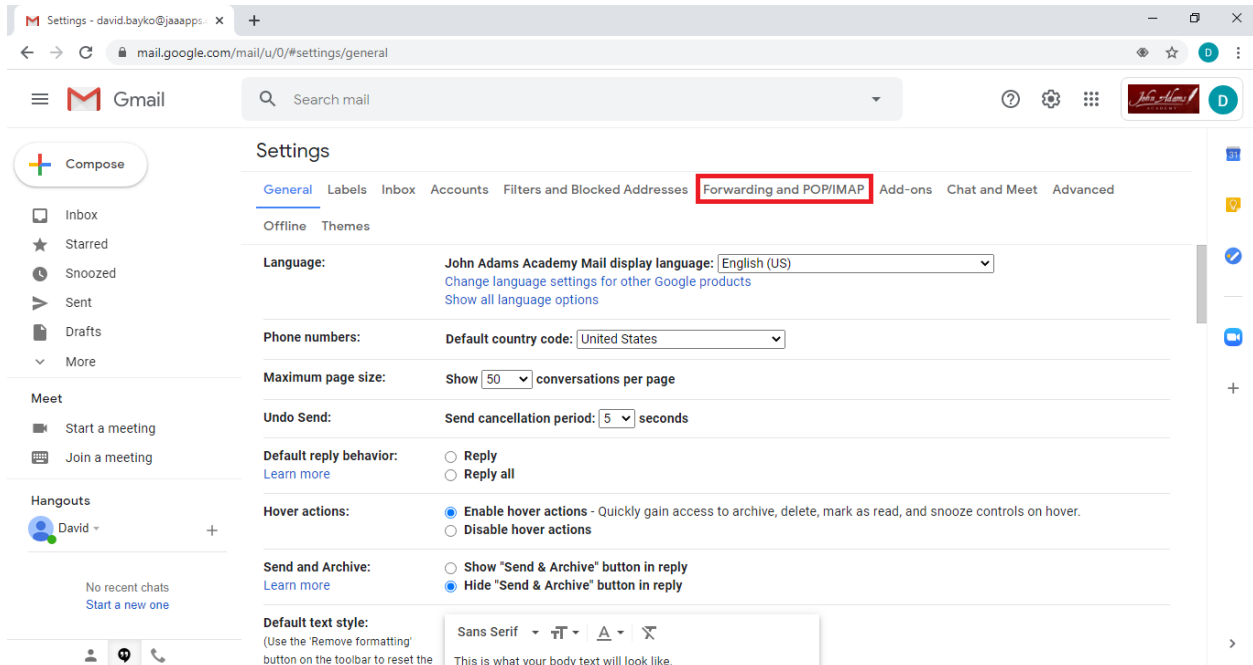 Settings - david.bayko@jaaapps.
mail.google.com/mail/u/0/#settings/general
D
Gmail
Search mail
John Adams
ACADEMY
D
Compose
Inbox
Starred
Snoozed
Sent
Drafts
More
Meet
Start a meeting
Join a meeting
Hangouts
David
No recent chats
Start a new one
Settings
General Labels Inbox Accounts Filters and Blocked Addresses Forwarding and POP/IMAP Add-ons Chat and Meet Advanced
Offline Themes
Language: John Adams Academy Mail display language: English (US)
Change language settings for other Google products
Show all language options
Phone numbers: Default country code: United States
Maximum page size: Show 50 conversations per page
Undo Send: Send cancellation period: 5 seconds
Default reply behavior: Reply
Learn more Reply all
Hover actions: Enable hover actions - Quickly gain access to archive, delete, mark as read, and snooze controls on hover.
Disable hover actions
Send and Archive: Show "Send & Archive" button in reply
Learn more Hide "Send & Archive" button in reply
Default text style: Sans Serif
(Use the 'Remove formatting'
button on the toolbar to reset the This is what your body text will look like.
31